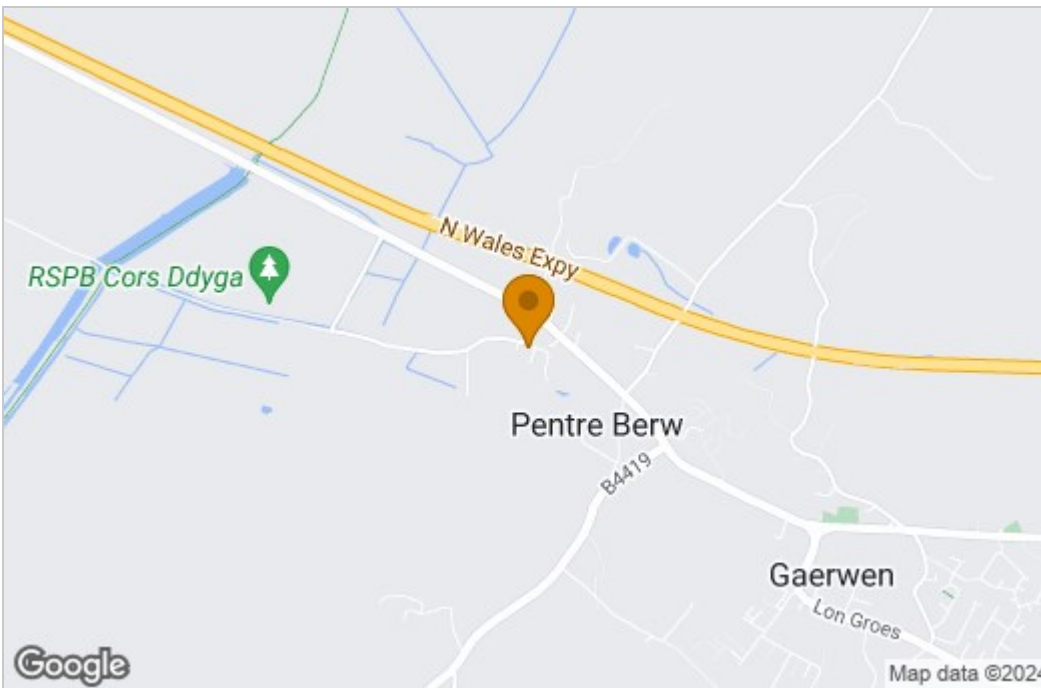 N Wales Expy
RSPB Cors Ddyga
Pentre Berw
B4419
Gaerwen
Lon Groes
Google
Map data ©2024